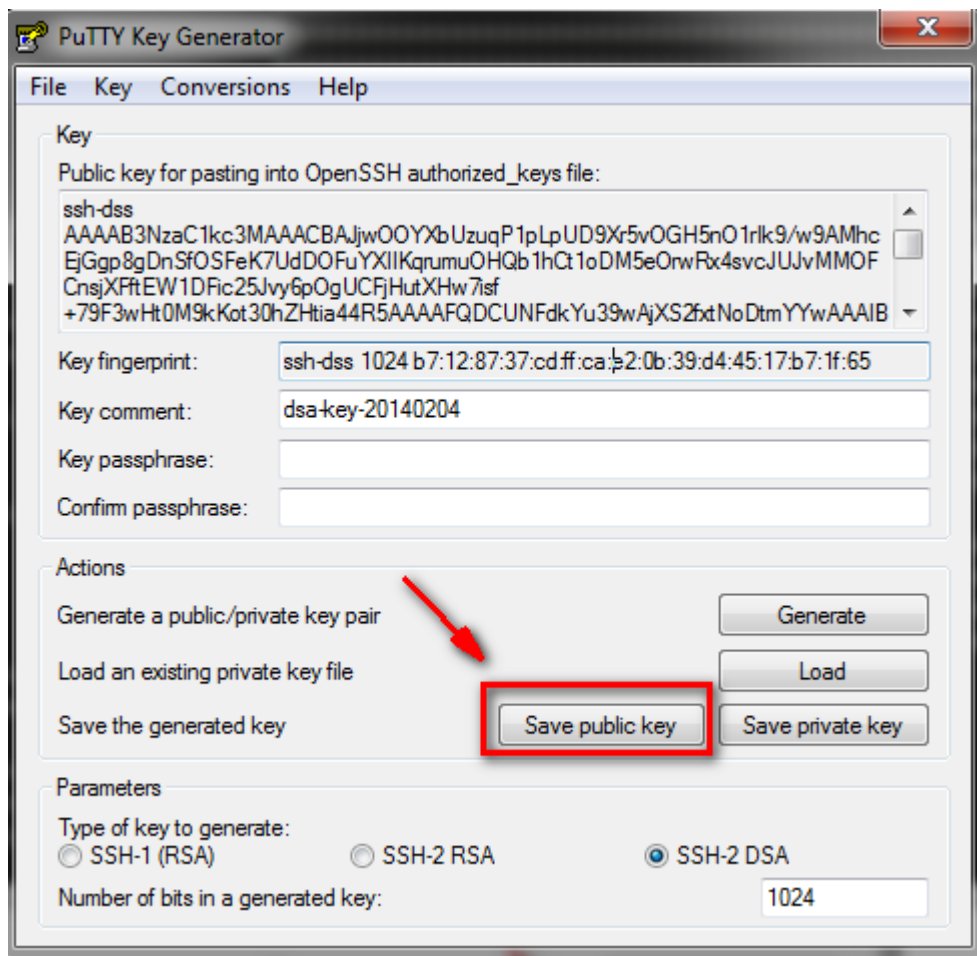 PuTTY Key Generator
File Key Conversions Help
Key
Public key for pasting into OpenSSH authorized_keys file:
ssh-dss
AAAAB3NzaC1kc3MAAACBAJjwOOYXbUzuqP1pLpUD9Xr5vOGH5nO1rlk9/w9AMhc
EjGgp8gDnSfOSFeK7UdDOFuYXIIKqrumuOHQb1hCt1oDM5eOrwRx4svcJUJvMMOF
CnsjXFftEW1DFic25Jvy6pOgUCFjHutXHw7isf
+79F3wHt0M9kKot30hZHtia44R5AAAAFQDCUNFdkYu39wAjXS2fxtNoDtmYYwAAAIB
Key fingerprint: ssh-dss 1024 b7:12:87:37:cd:ff:ca:e2:0b:39:d4:45:17:b7:1f:65
Key comment: dsa-key-20140204
Key passphrase:
Confirm passphrase:
Actions
Generate a public/private key pair Generate
Load an existing private key file Load
Save the generated key Save public key Save private key
Parameters
Type of key to generate:
SSH-1 (RSA) SSH-2 RSA SSH-2 DSA
Number of bits in a generated key: 1024